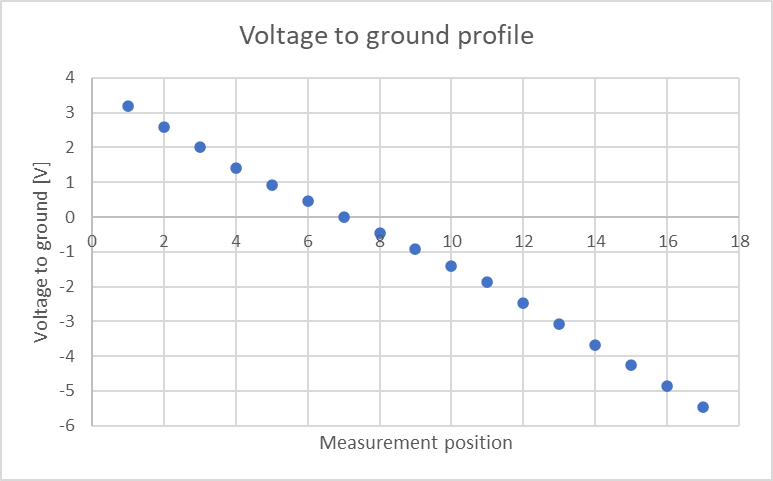 Voltage to ground profile
Voltage to ground [V]
4
3
2
1
0
-1
-2
-3
-4
-5
-6
0 2 4 6 8 10 12 14 16 18
Measurement position